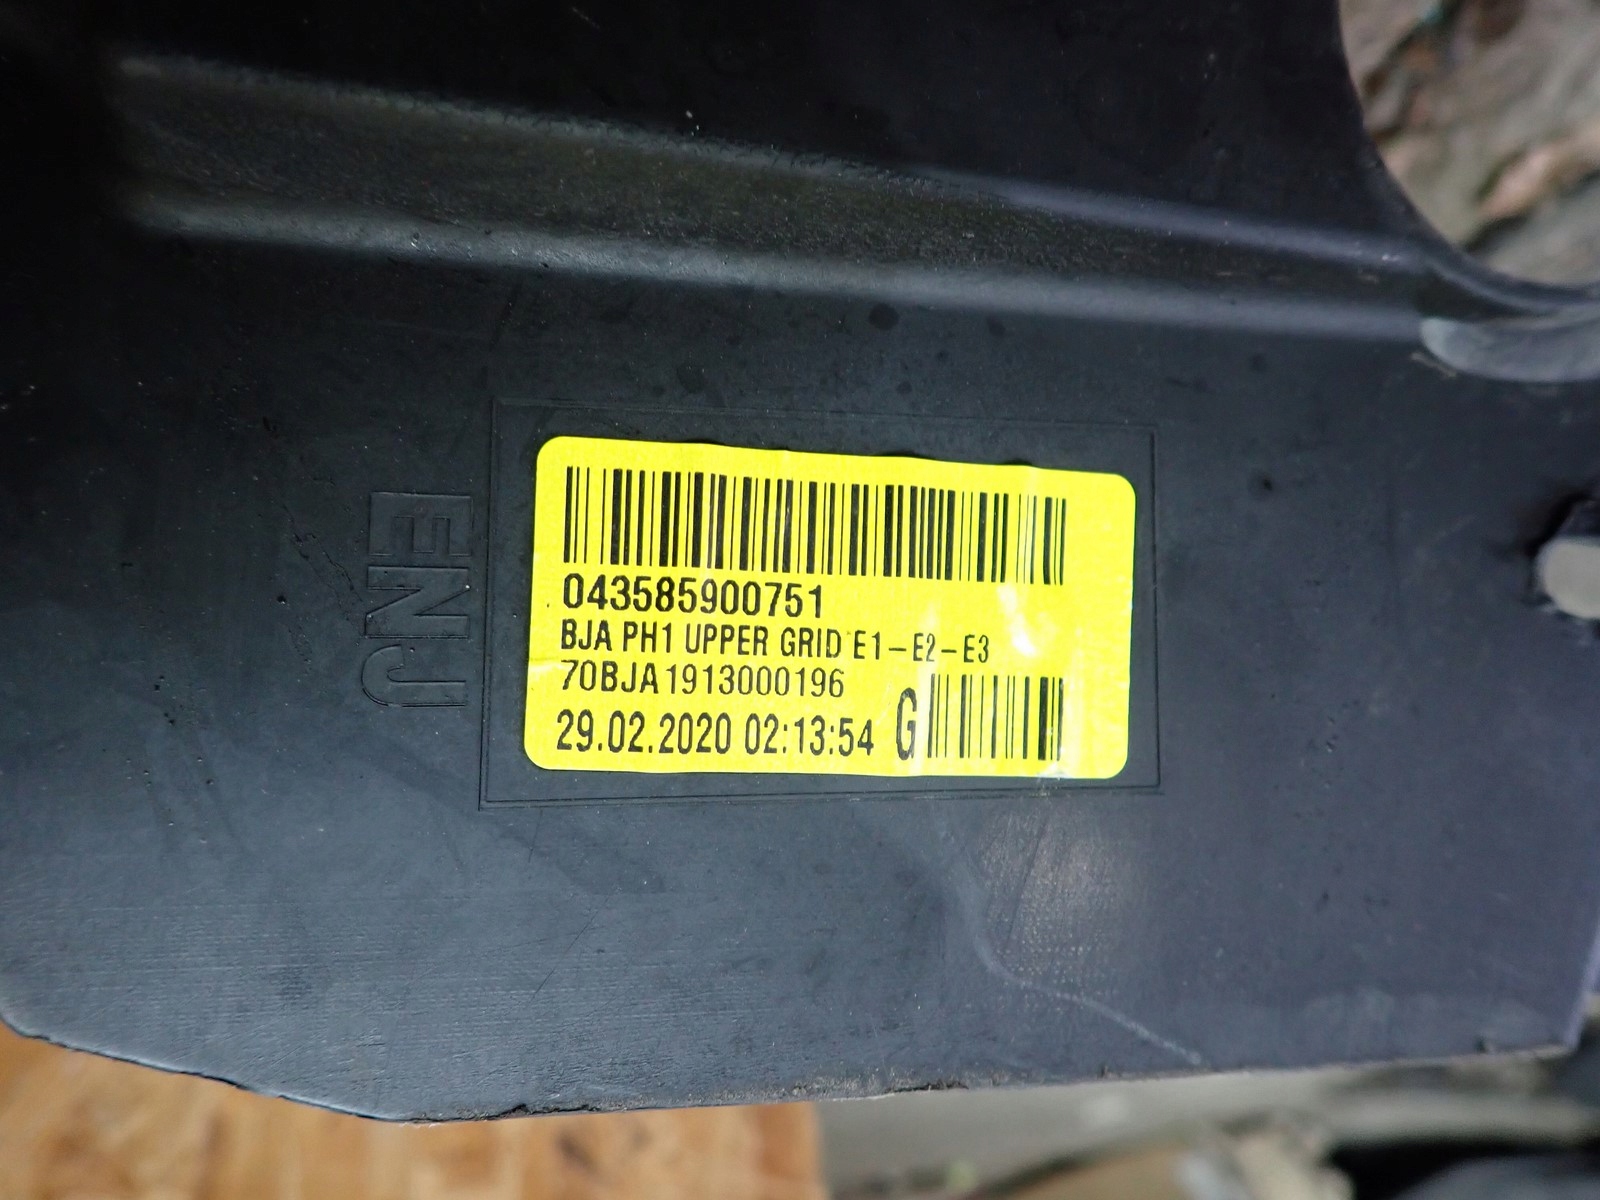 ENJ
043585900751
BJA PH1 UPPER GRID E1-E2-E3
70BJA1913000196
29.02.2020 02:13:54 G